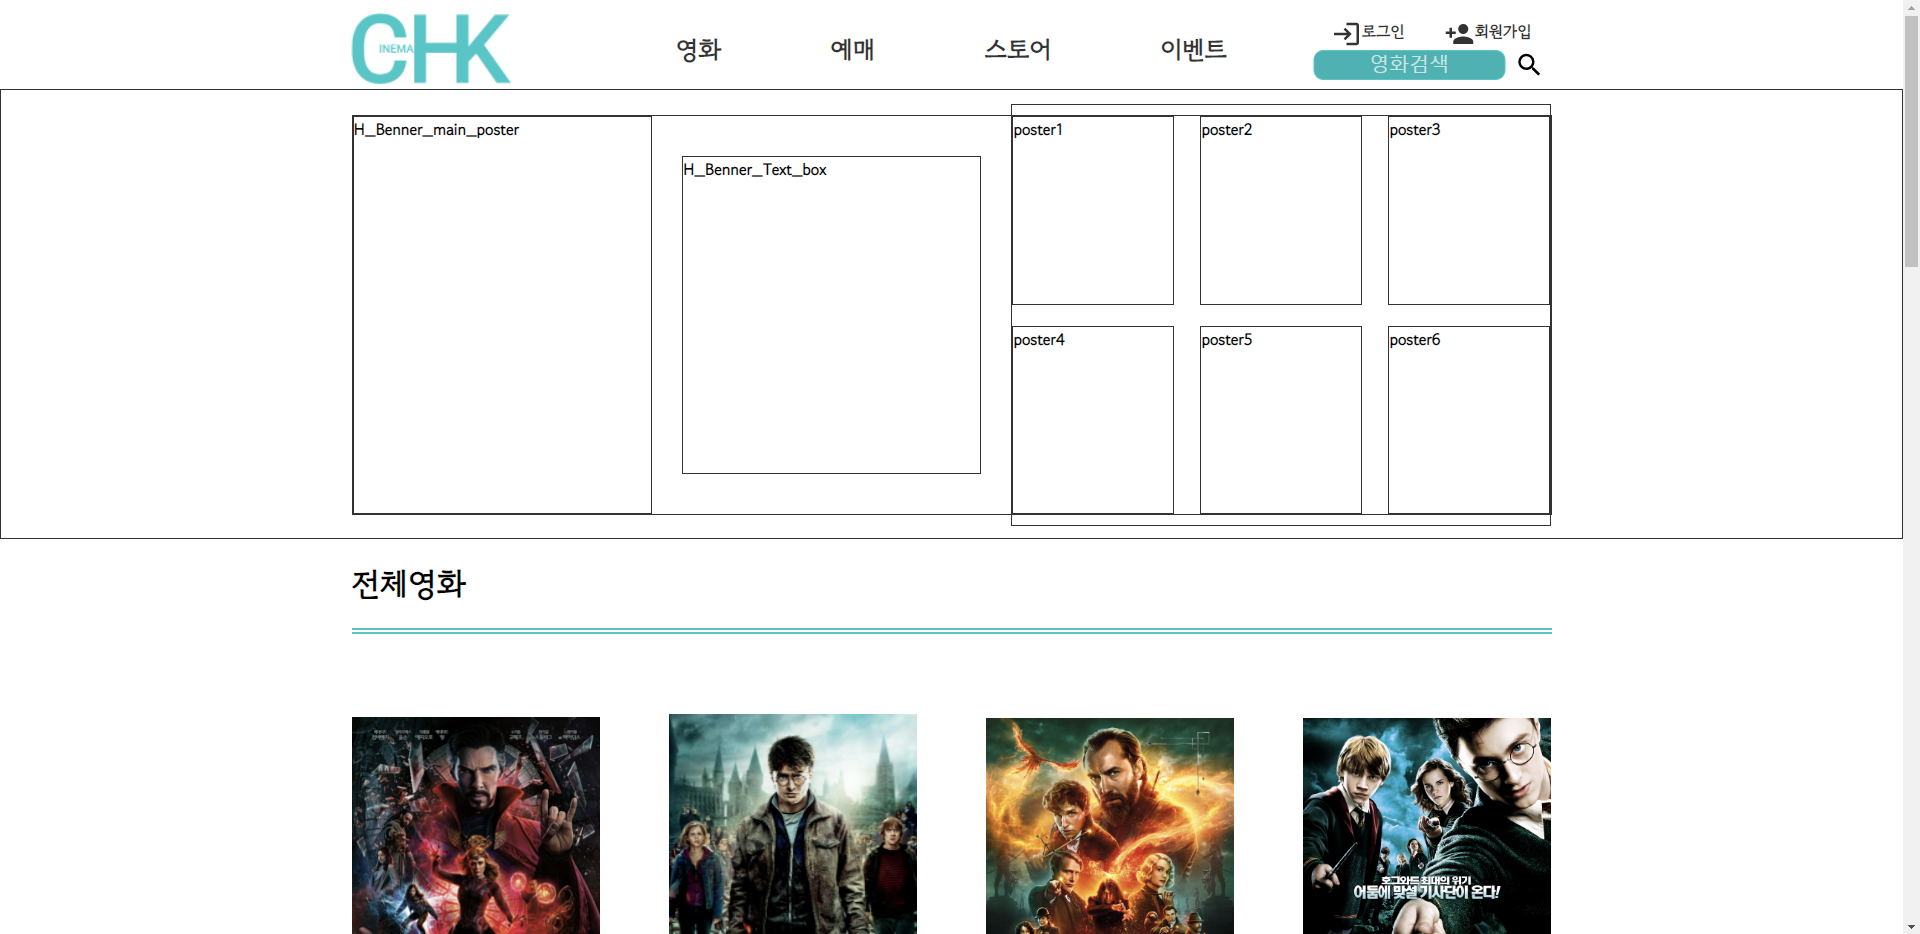 CHK
INEMA
영화
예매
스토어
이벤트
로그인
회원가입
영화검색
H_Benner_main_poster
H_Benner_Text_box
poster1
poster2
poster3
poster4
poster5
poster6
전체영화
호그와트 최대의 위기
어둠에 맞설 기사단이 온다!